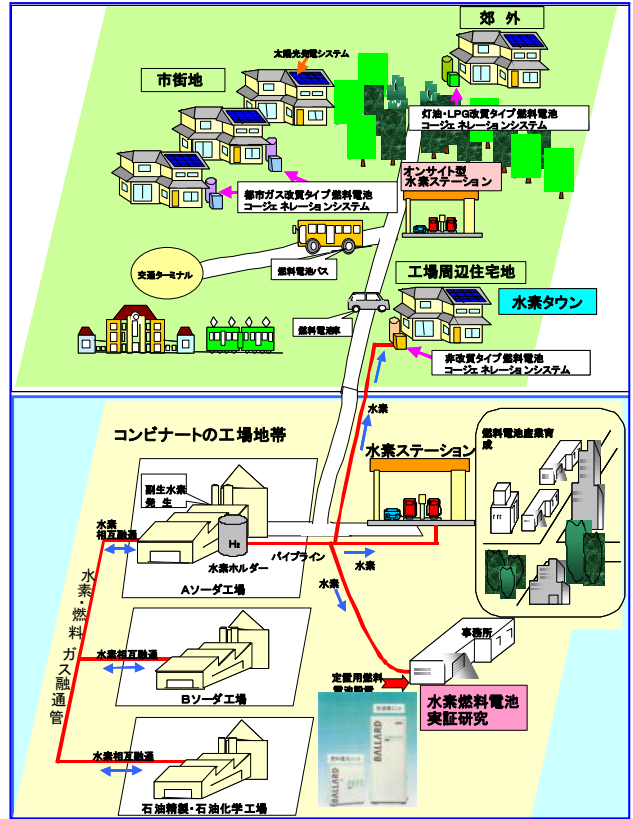 郊 外
太陽光発電システム
市街地
灯油・LPG改質タイプ燃料電池
コージェネレーションシステム
オンサイト型
水素ステーション
都市ガス改質タイプ燃料電池
コージェネレーションシステム
燃料電池バス
交通ターミナル
工場周辺住宅地
水素タウン
燃料電池車
非改質タイプ燃料電池
コージェネレーションシステム
水素
コンビナートの工場地帯
水素ステーション
燃料電池産業育
成
副生水素
発 生
水素
相互融通
H2
水素ホルダー
パイプライン
水素
Aソーダ工場
水素
水素・燃料ガス融通管
水素相互融通
Bソーダ工場
事務所
定置用燃料
電池設置
水素燃料電池
実証研究
BALLARD
BALLARD
水素相互融通
石油精製・石油化学工場